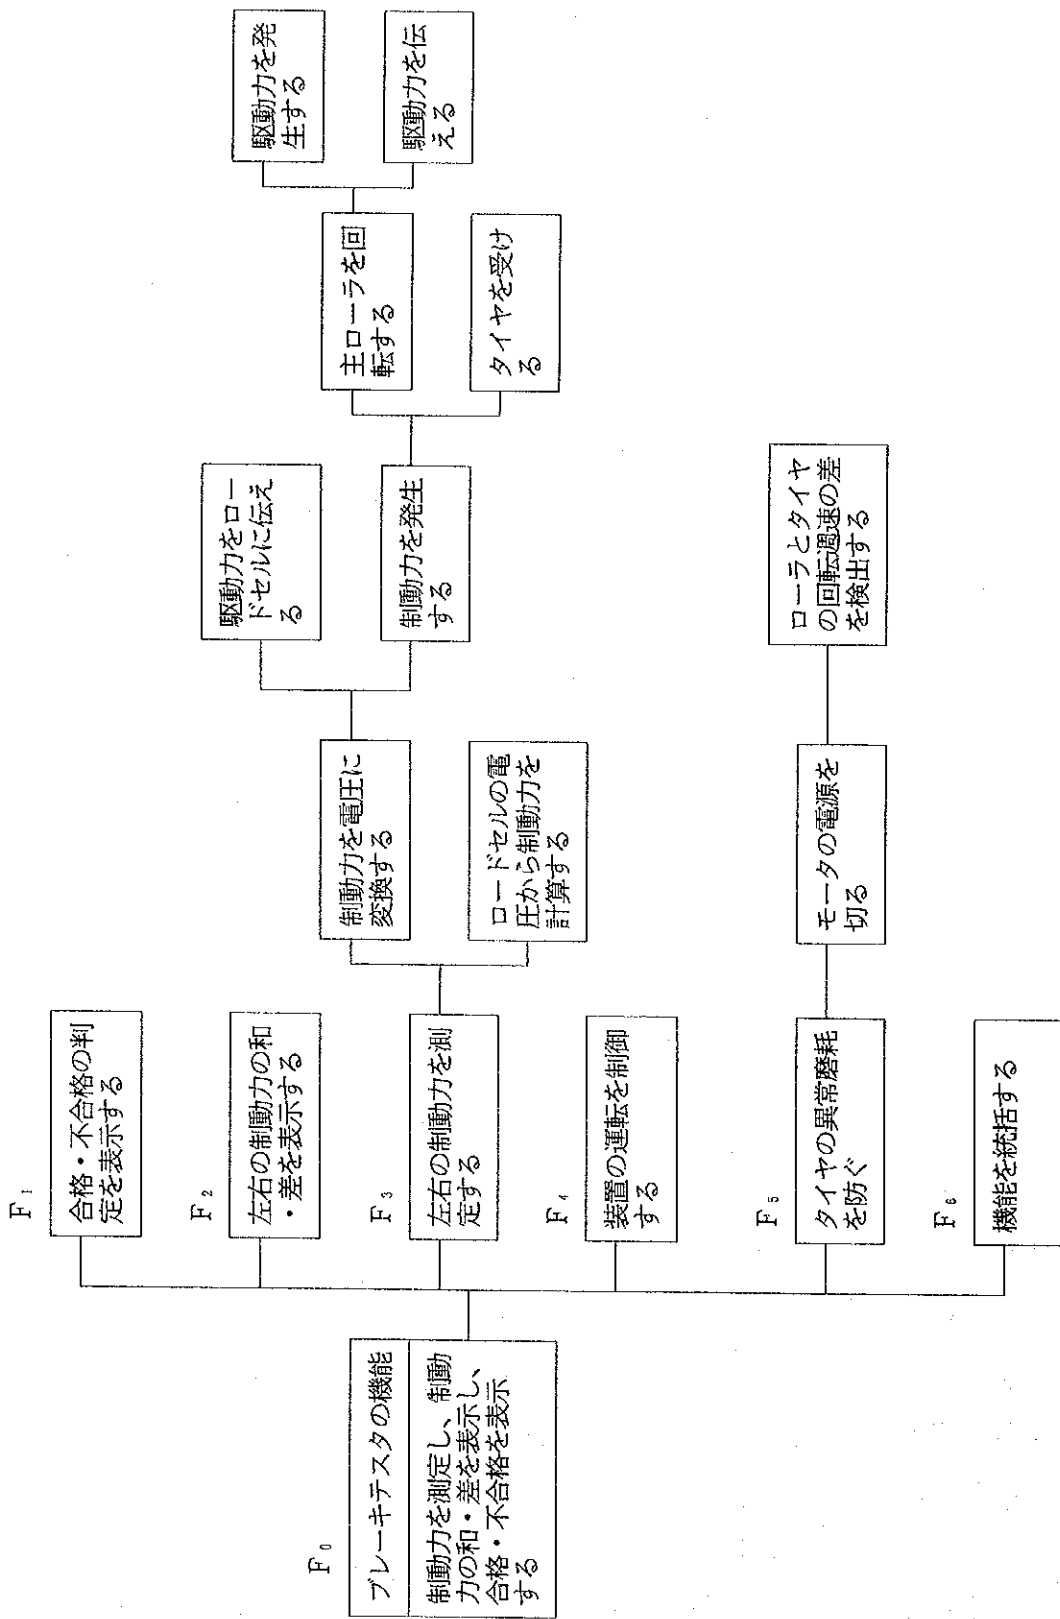 F₀
ブレーキテスタの機能
制動力を測定し、制動
力の和・差を表示し、
合格・不合格を表示
する
F₁
合格・不合格の判
定を表示する
F₂
左右の制動力の和
・差を表示する
F₃
左右の制動力を測
定する
F₄
装置の運転を制御
する
F₅
タイヤの異常磨耗
を防ぐ
F₆
機能を統括する
制動力を電圧に
変換する
ロードセルの電
圧から制動力を
計算する
モータの電源を
切る
駆動力をロー
ドセルに伝え
る
制動力を発生
する
ローラとタイヤ
の回転週速の差
を検出する
主ローラを回
転する
タイヤを受け
る
駆動力を発
生する
駆動力を伝
える